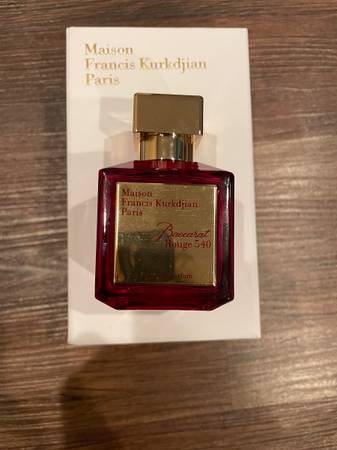 Maison
Francis Kurkdjian
Paris
Maison
Francis Kurkdjian
Paris
Baccarat
Rouge 540